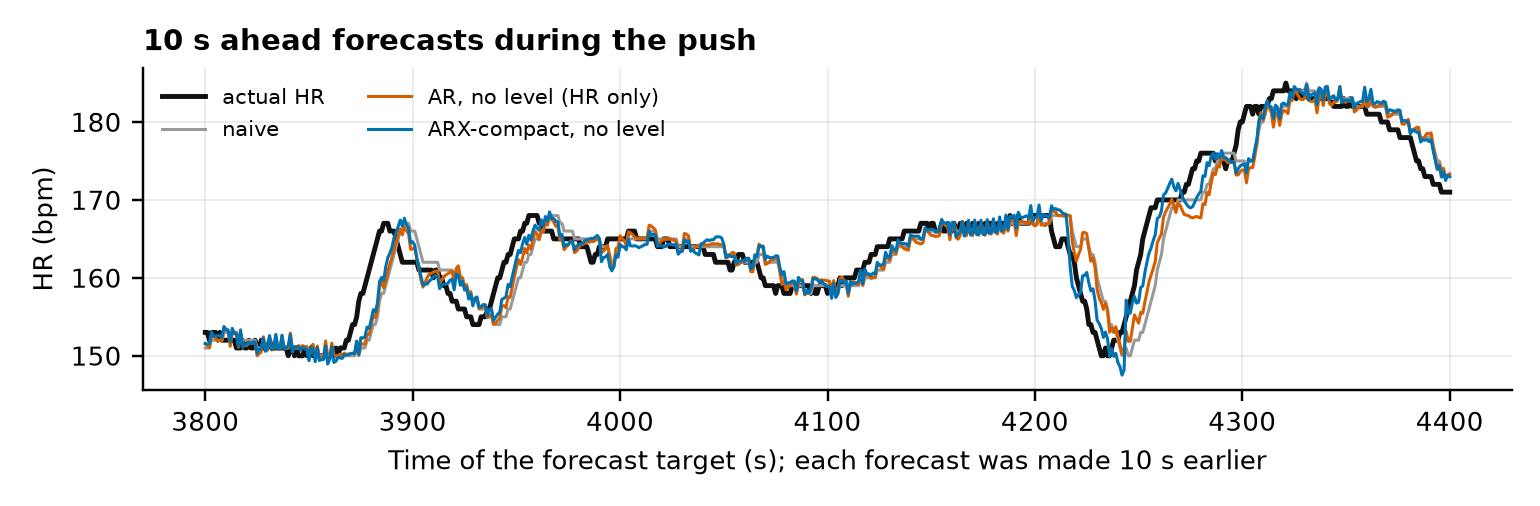 10 s ahead forecasts during the push
actual HR
naive
AR, no level (HR only)
ARX-compact, no level
HR (bpm)
180
170
160
150
3800 3900 4000 4100 4200 4300 4400
Time of the forecast target (s); each forecast was made 10 s earlier